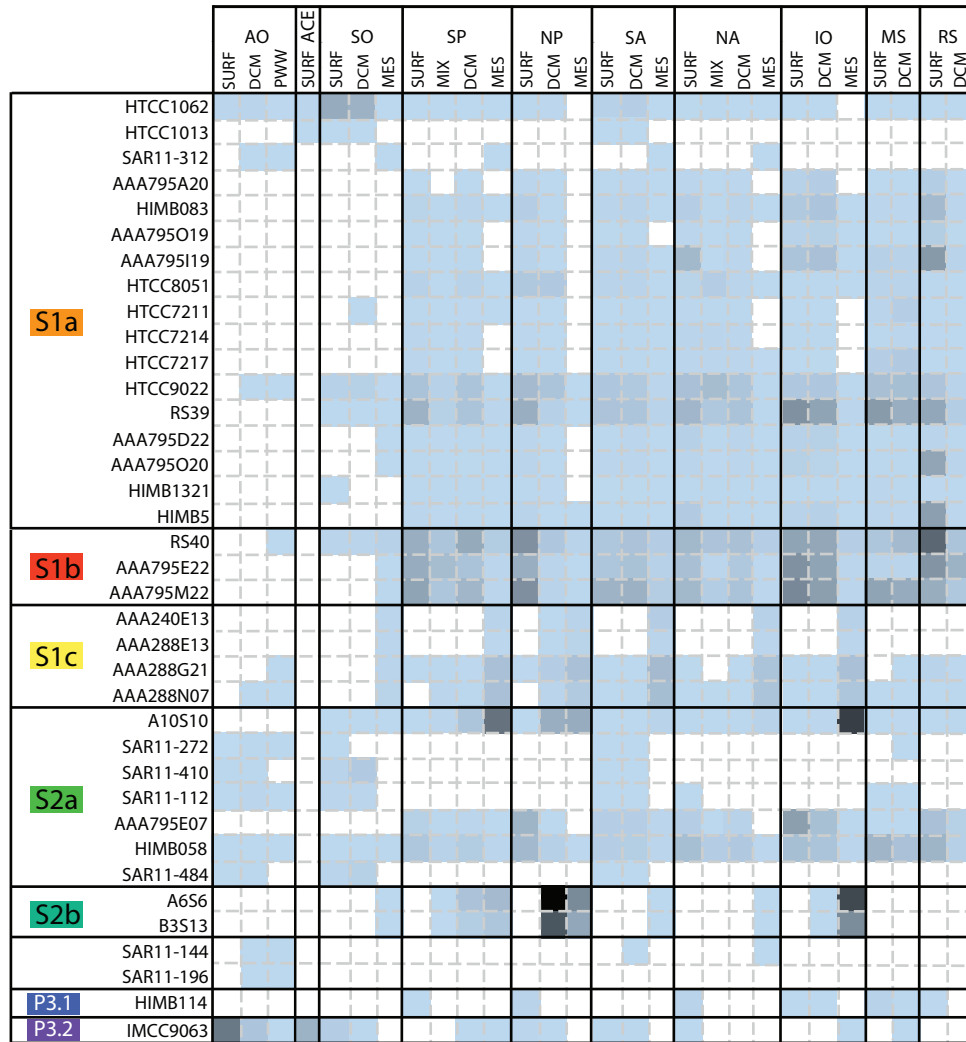 AO ACE SO SP NP SA NA IO MS RS
SURF DCM PWW SURF SURF DCM MES SURF MIX DCM MES SURF DCM MES SURF DCM MES SURF MIX DCM MES SURF DCM MES SURF DCM SURF DCM
HTCC1062
HTCC1013
SAR11-312
AAA795A20
HIMB083
AAA795O19
AAA795I19
HTCC8051
S1a HTCC7211
HTCC7214
HTCC7217
HTCC9022
RS39
AAA795D22
AAA795O20
HIMB1321
HIMB5
RS40
S1b AAA795E22
AAA795M22
AAA240E13
S1c AAA288E13
AAA288G21
AAA288N07
A10S10
SAR11-272
SAR11-410
S2a SAR11-112
AAA795E07
HIMB058
SAR11-484
S2b A6S6
B3S13
SAR11-144
SAR11-196
P3.1 HIMB114
P3.2 IMCC9063